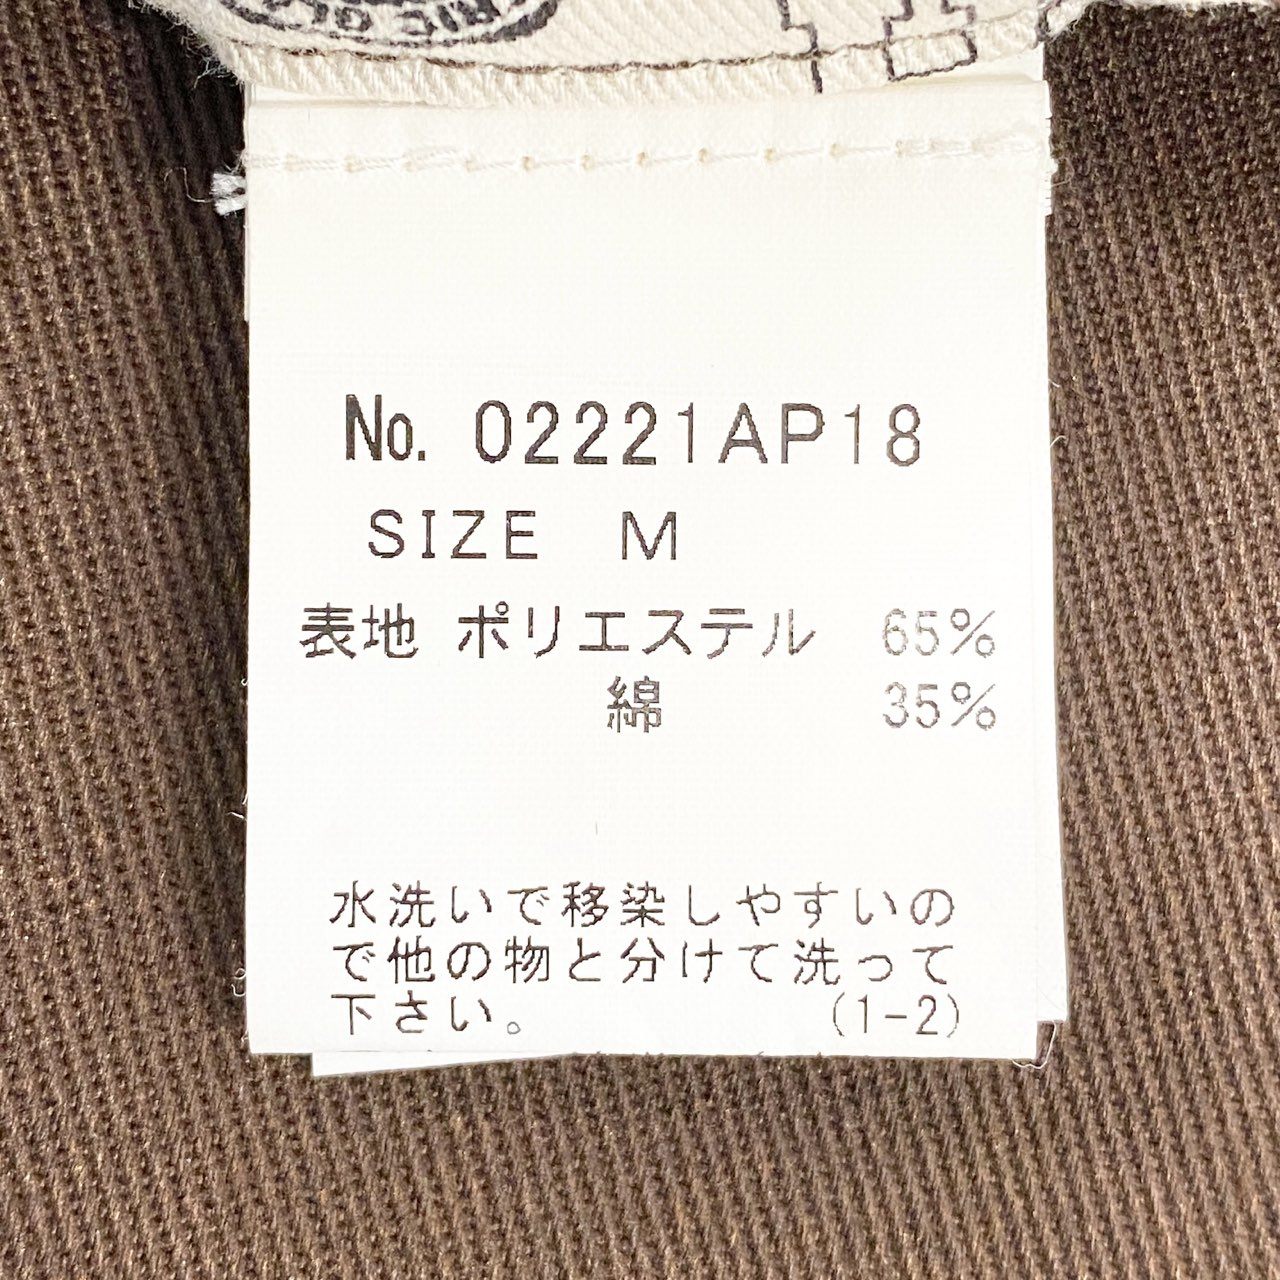 No. 02221AP18
SIZE M
表地 ポリエステル 65%
綿 35%
水洗いで移染しやすいの
で他の物と分けて洗って
下さい。 (1-2)